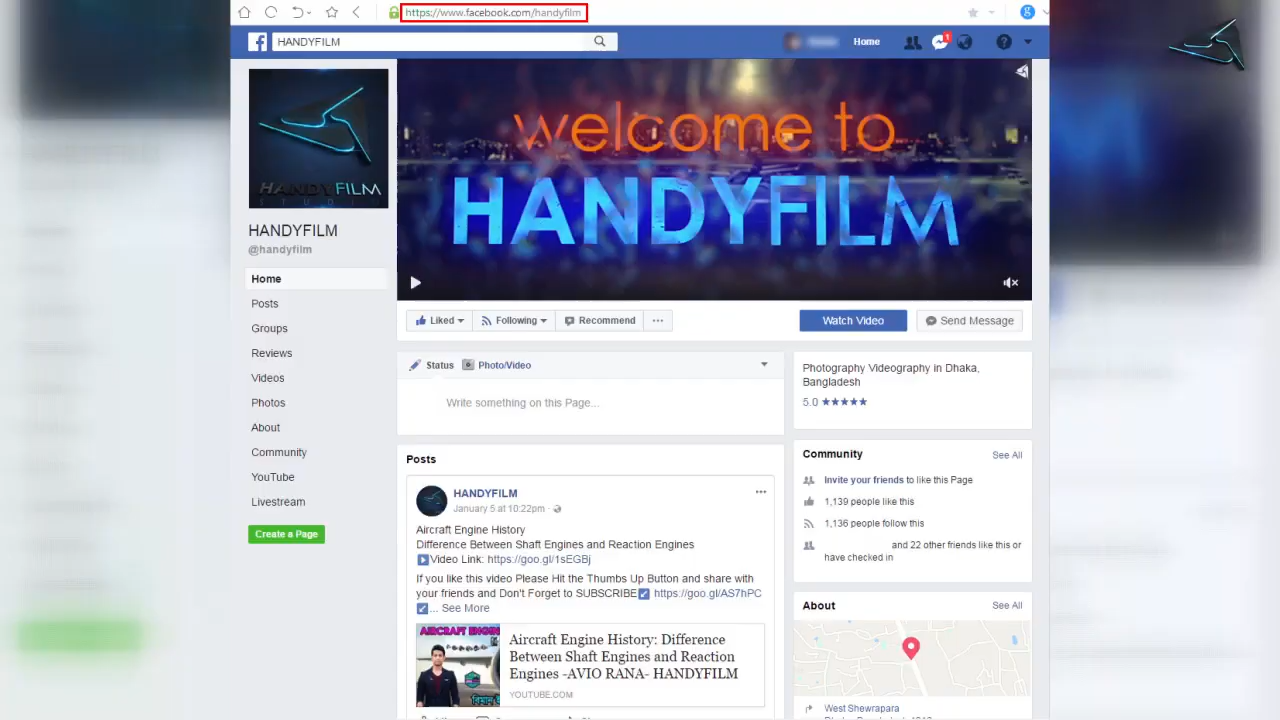 https://www.facebook.com/handyfilm
HANDYFILM
Home
1
HANDYFILM
STUDIO
HANDYFILM
@handyfilm
Home
Posts
Groups
Reviews
Videos
Photos
About
Community
YouTube
Livestream
Create a Page
welcome to
HANDYFILM
Liked
Following
Recommend
Watch Video
Send Message
Status
Photo/Video
Write something on this Page...
Posts
HANDYFILM
January 5 at 10:22pm
Aircraft Engine History
Difference Between Shaft Engines and Reaction Engines
Video Link: https://goo.gl/1sEGBj
If you like this video Please Hit the Thumbs Up Button and share with
your friends and Don't Forget to SUBSCRIBE https://goo.gl/AS7hPC
... See More
AIRCRAFT ENGIN
Aircraft Engine History: Difference
Between Shaft Engines and Reaction
Engines -AVIO RANA- HANDYFILM
YOUTUBE.COM
Photography Videography in Dhaka,
Bangladesh
5.0 ★★★★★
Community
See All
Invite your friends to like this Page
1,139 people like this
1,136 people follow this
and 22 other friends like this or
have checked in
About
See All
West Shewrapara